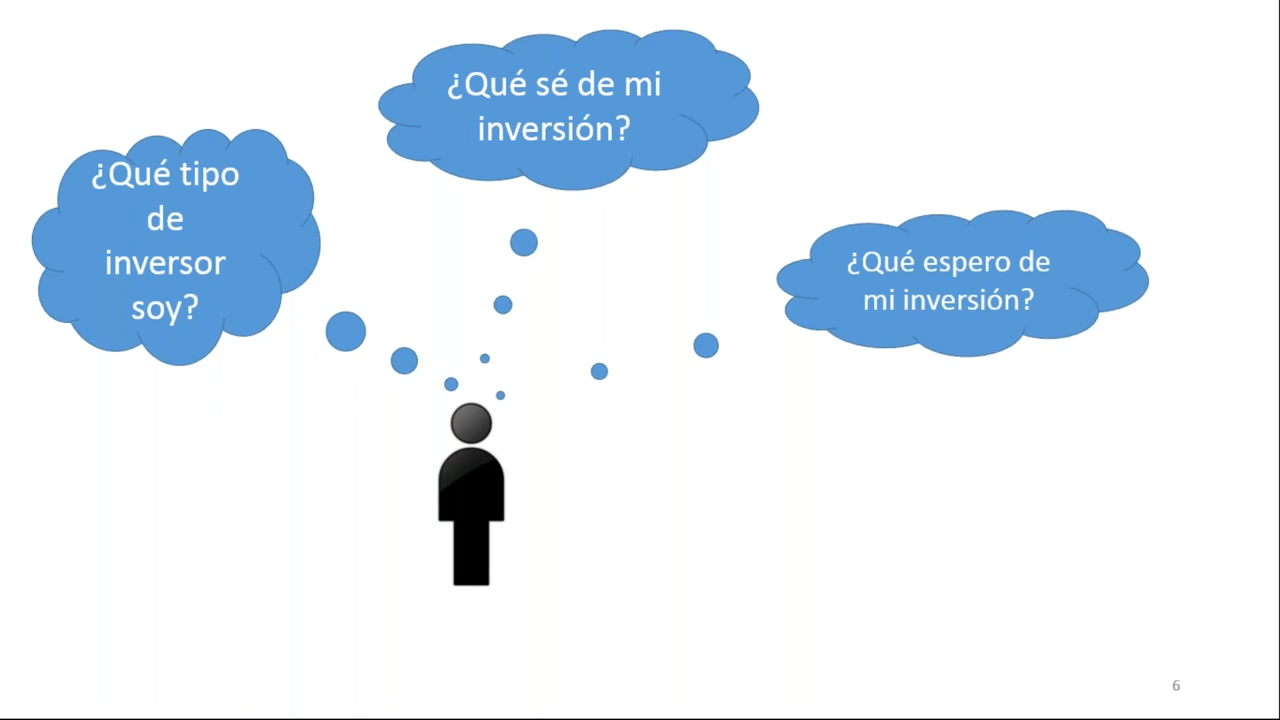 ¿Qué sé de mi
inversión?
¿Qué tipo
de
inversor
soy?
¿Qué espero de
mi inversión?
6